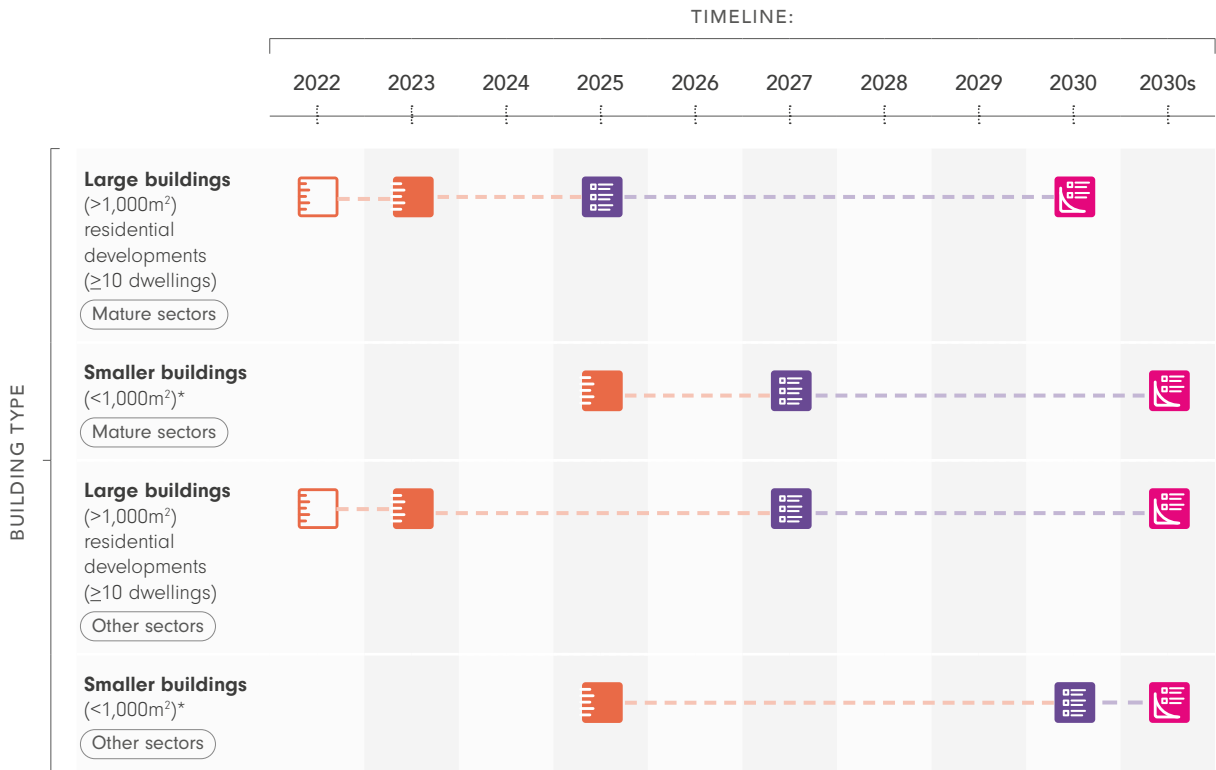 TIMELINE:
2022 2023 2024 2025 2026 2027 2028 2029 2030 2030s
BUILDING TYPE
Large buildings
(>1,000m²)
residential
developments
(≥10 dwellings)
Mature sectors
Smaller buildings
(<1,000m²)*
Mature sectors
Large buildings
(>1,000m²)
residential
developments
(≥10 dwellings)
Other sectors
Smaller buildings
(<1,000m²)*
Other sectors